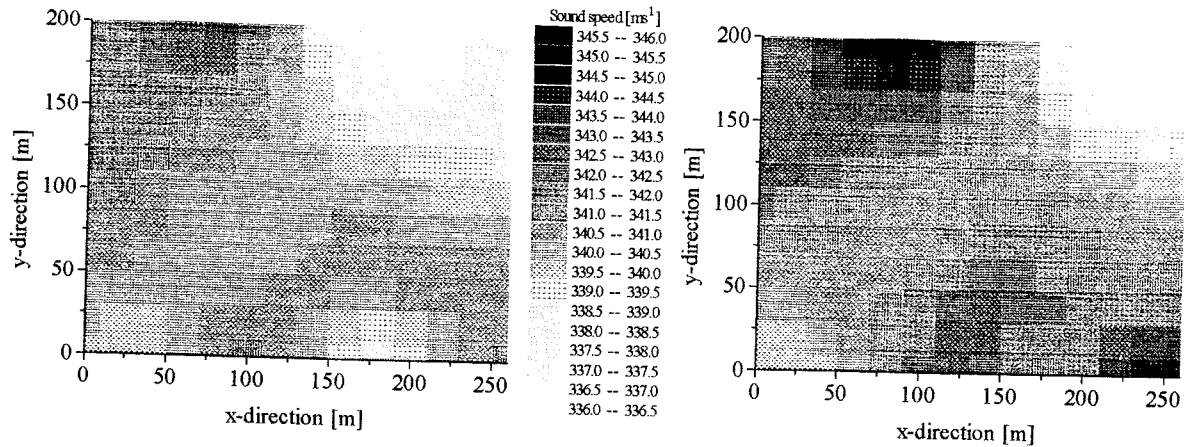 200
150
100
50
0
y-direction [m]
0 50 100 150 200 250
x-direction [m]
Sound speed [ms¹]
345.5 -- 346.0
345.0 -- 345.5
344.5 -- 345.0
344.0 -- 344.5
343.5 -- 344.0
343.0 -- 343.5
342.5 -- 343.0
342.0 -- 342.5
341.5 -- 342.0
341.0 -- 341.5
340.5 -- 341.0
340.0 -- 340.5
339.5 -- 340.0
339.0 -- 339.5
338.5 -- 339.0
338.0 -- 338.5
337.5 -- 338.0
337.0 -- 337.5
336.5 -- 337.0
336.0 -- 336.5
200
150
100
50
0
y-direction [m]
0 50 100 150 200 250
x-direction [m]